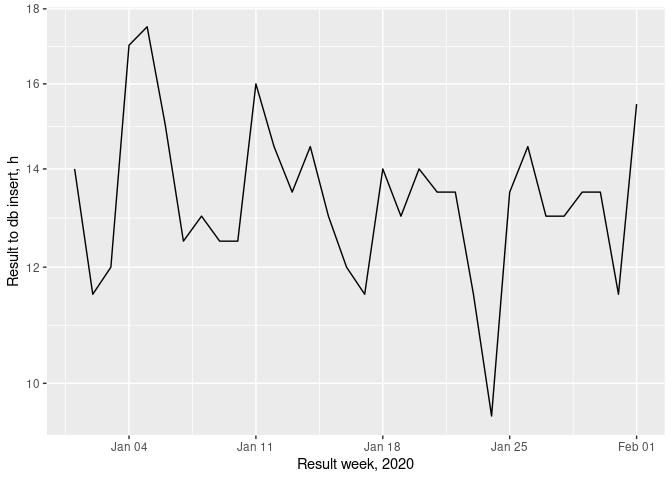 18
16
14
12
10
Result to db insert, h
Jan 04
Jan 11
Jan 18
Jan 25
Feb 01
Result week, 2020